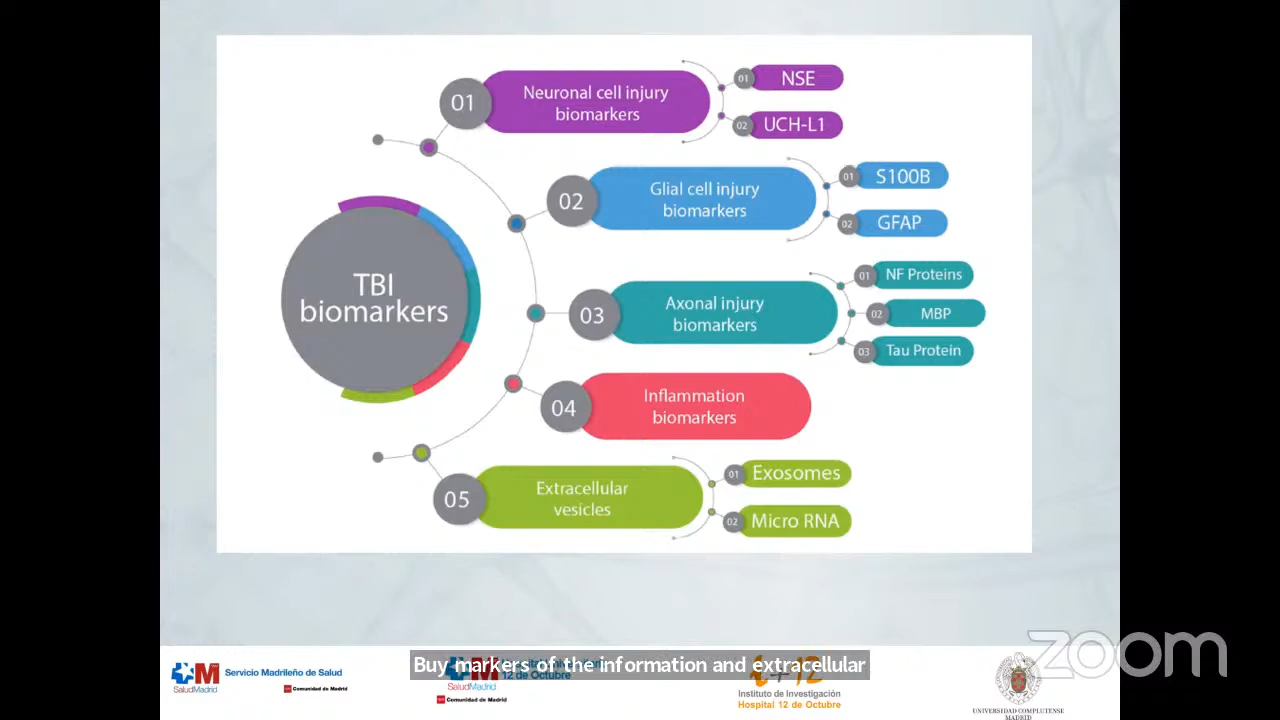 01
Neuronal cell injury
biomarkers
01
NSE
02
UCH-L1
02
Glial cell injury
biomarkers
01
S100B
02
GFAP
TBI
biomarkers
03
Axonal injury
biomarkers
01
NF Proteins
02
MBP
03
Tau Protein
04
Inflammation
biomarkers
05
Extracellular
vesicles
01
Exosomes
02
Micro RNA
zoom
Buy markers of the information and extracellular
SaludMadrid
Servicio Madrileño de Salud
Comunidad de Madrid
12 de Octubre
SaludMadrid
Comunidad de Madrid
i+12
Instituto de Investigación
Hospital 12 de Octubre
UNIVERSIDAD COMPLUTENSE
MADRID